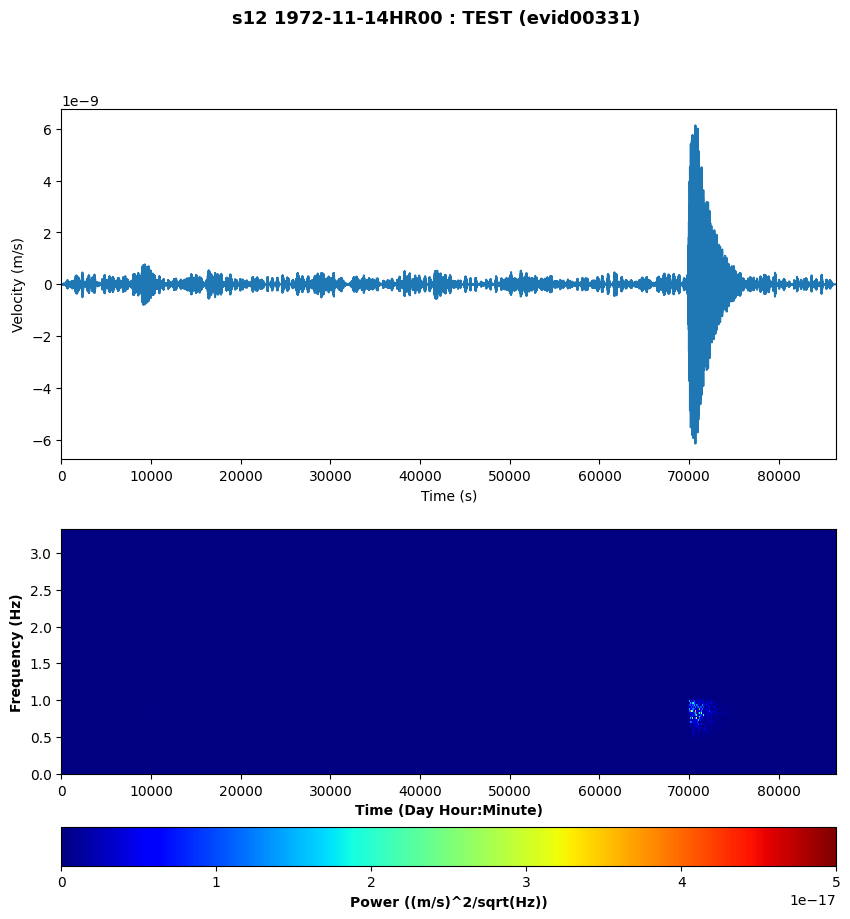 s12 1972-11-14HR00 : TEST (evid00331)
1e−9
6
4
2
0
−2
−4
−6
Velocity (m/s)
0 10000 20000 30000 40000 50000 60000 70000 80000
Time (s)
3.0
2.5
2.0
1.5
1.0
0.5
0.0
Frequency (Hz)
0 10000 20000 30000 40000 50000 60000 70000 80000
Time (Day Hour:Minute)
0 1 2 3 4 5
1e−17
Power ((m/s)^2/sqrt(Hz))